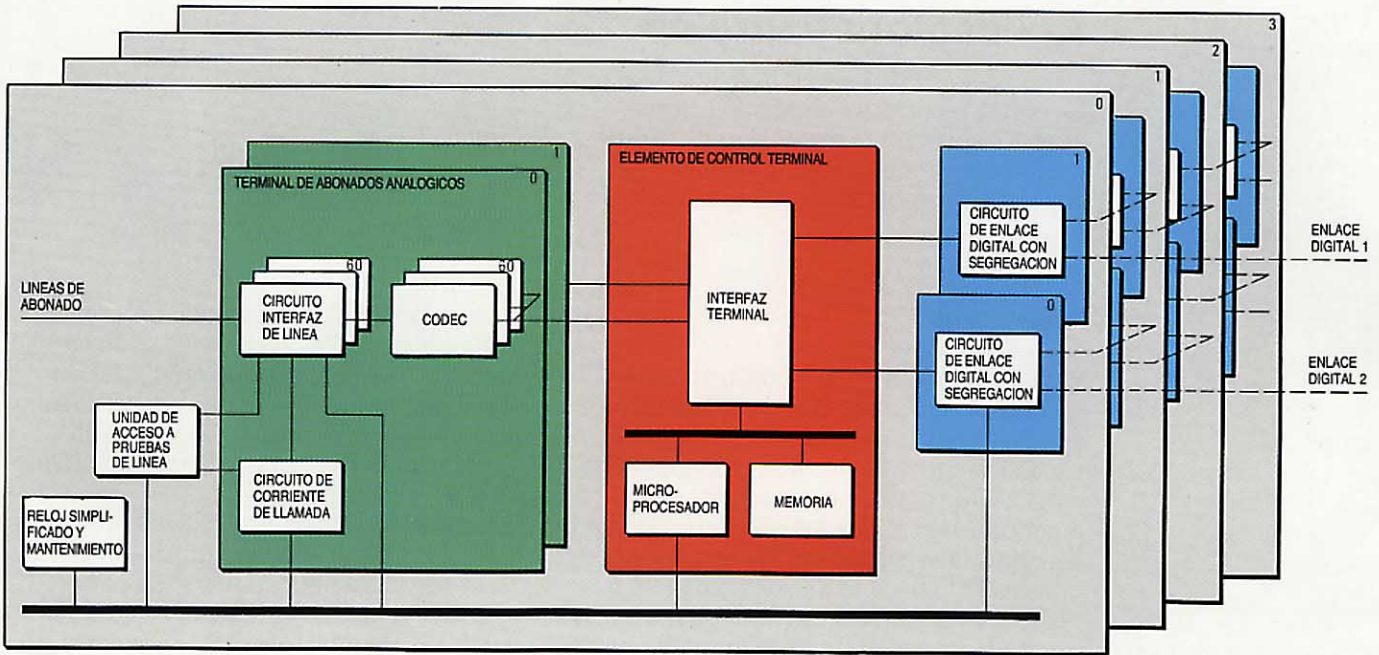 3
2
1
0
1
TERMINAL DE ABONADOS ANALOGICOS 0
ELEMENTO DE CONTROL TERMINAL
1
CIRCUITO
DE ENLACE
DIGITAL CON
SEGREGACION
ENLACE
DIGITAL 1
LINEAS DE
ABONADO
60
CIRCUITO
INTERFAZ
DE LINEA
60
CODEC
INTERFAZ
TERMINAL
0
CIRCUITO
DE ENLACE
DIGITAL CON
SEGREGACION
ENLACE
DIGITAL 2
UNIDAD DE
ACCESO A
PRUEBAS
DE LINEA
CIRCUITO DE
CORRIENTE
DE LLAMADA
MICRO-
PROCESADOR
MEMORIA
RELOJ SIMPLI-
FICADO Y
MANTENIMIENTO